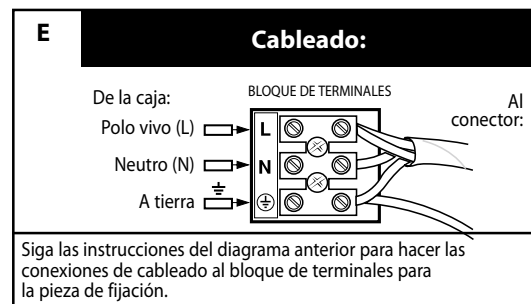 E
Cableado:
De la caja:
BLOQUE DE TERMINALES
Al
conector:
Polo vivo (L)
L
Neutro (N)
N
A tierra
Siga las instrucciones del diagrama anterior para hacer las
conexiones de cableado al bloque de terminales para
la pieza de fijación.